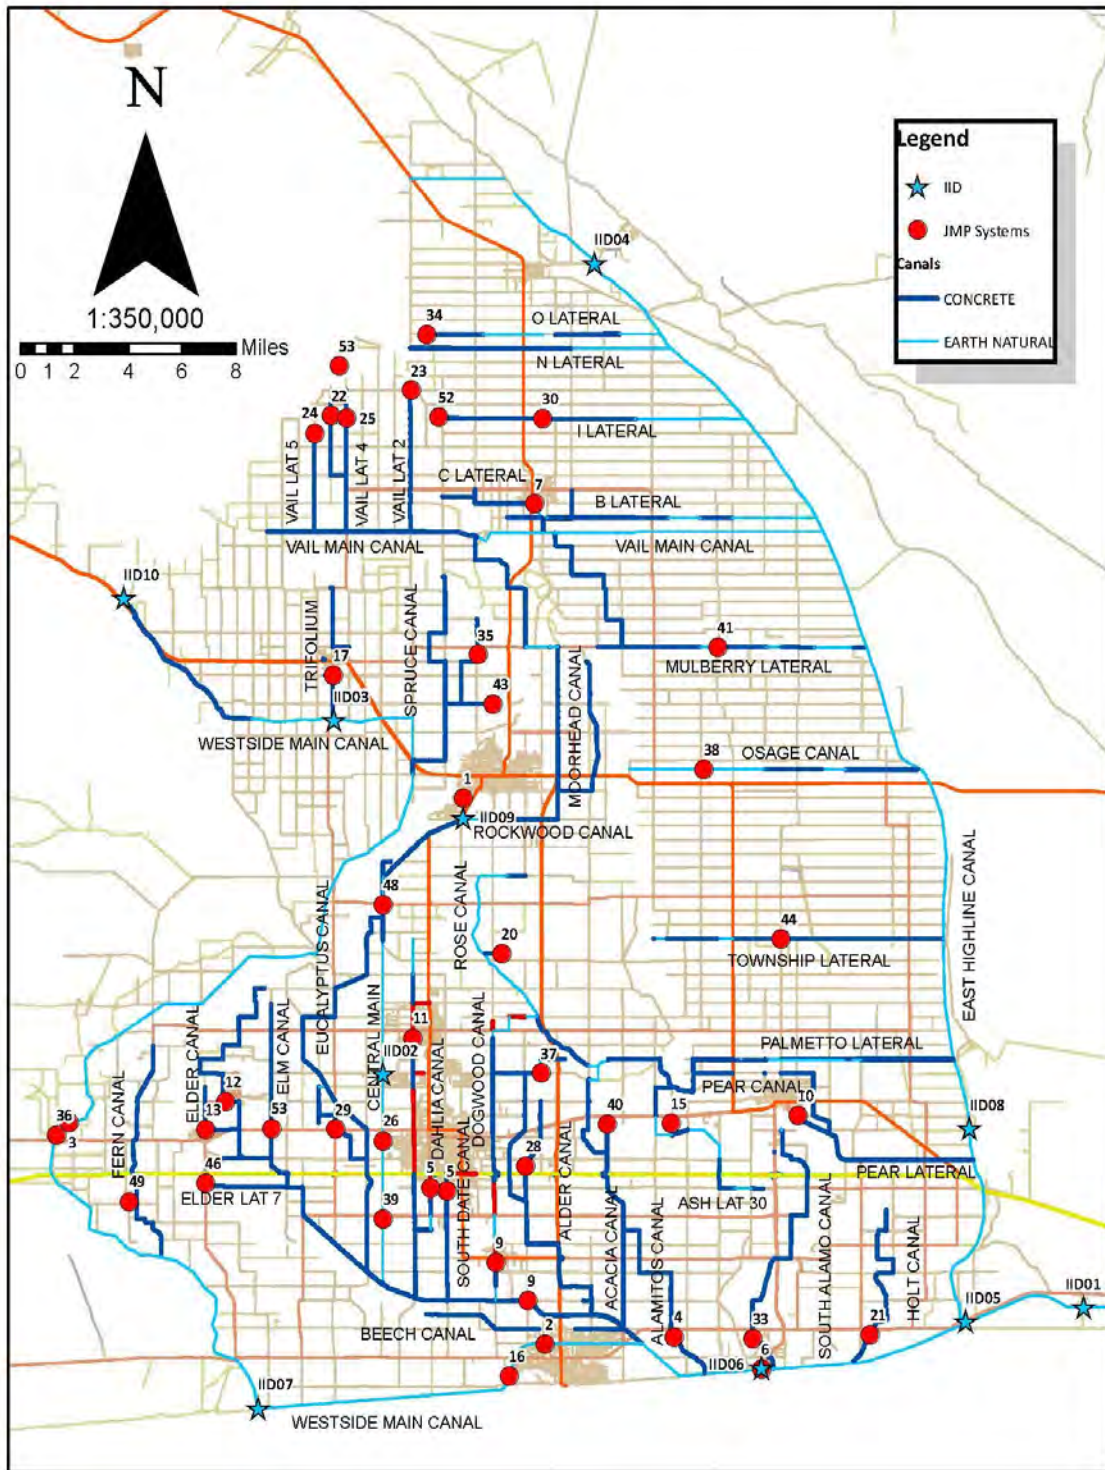 N
1:350,000
Miles
0 1 2 4 6 8
Legend
IID
JMP Systems
Canals
CONCRETE
EARTH NATURAL
IID04
O LATERAL
34
N LATERAL
53
23
22
52
30
24
25
I LATERAL
VAIL LAT 5
VAIL LAT 4
VAIL LAT 2
C LATERAL
7
B LATERAL
VAIL MAIN CANAL
VAIL MAIN CANAL
IID10
TRIFOLIUM
SPRUCE CANAL
35
41
MULBERRY LATERAL
17
IID03
43
MOORHEAD CANAL
WESTSIDE MAIN CANAL
38
OSAGE CANAL
1
IID09
ROCKWOOD CANAL
48
EUCALYPTUS CANAL
ROSE CANAL
20
44
TOWNSHIP LATERAL
EAST HIGHLINE CANAL
11
IID02
CENTRAL MAIN
DAHLIA CANAL
DOGWOOD CANAL
37
PALMETTO LATERAL
PEAR CANAL
ELDER CANAL
ELM CANAL
12
13
53
29
26
40
15
10
IID08
36
3
FERN CANAL
28
PEAR LATERAL
46
ELDER LAT 7
49
5
5
SOUTH DATE CANAL
ALDER CANAL
ASH LAT 30
39
ACACIA CANAL
ALAMITOS CANAL
SOUTH ALAMO CANAL
HOLT CANAL
9
9
IID01
IID05
BEECH CANAL
2
4
33
21
16
IID06
6
IID07
WESTSIDE MAIN CANAL